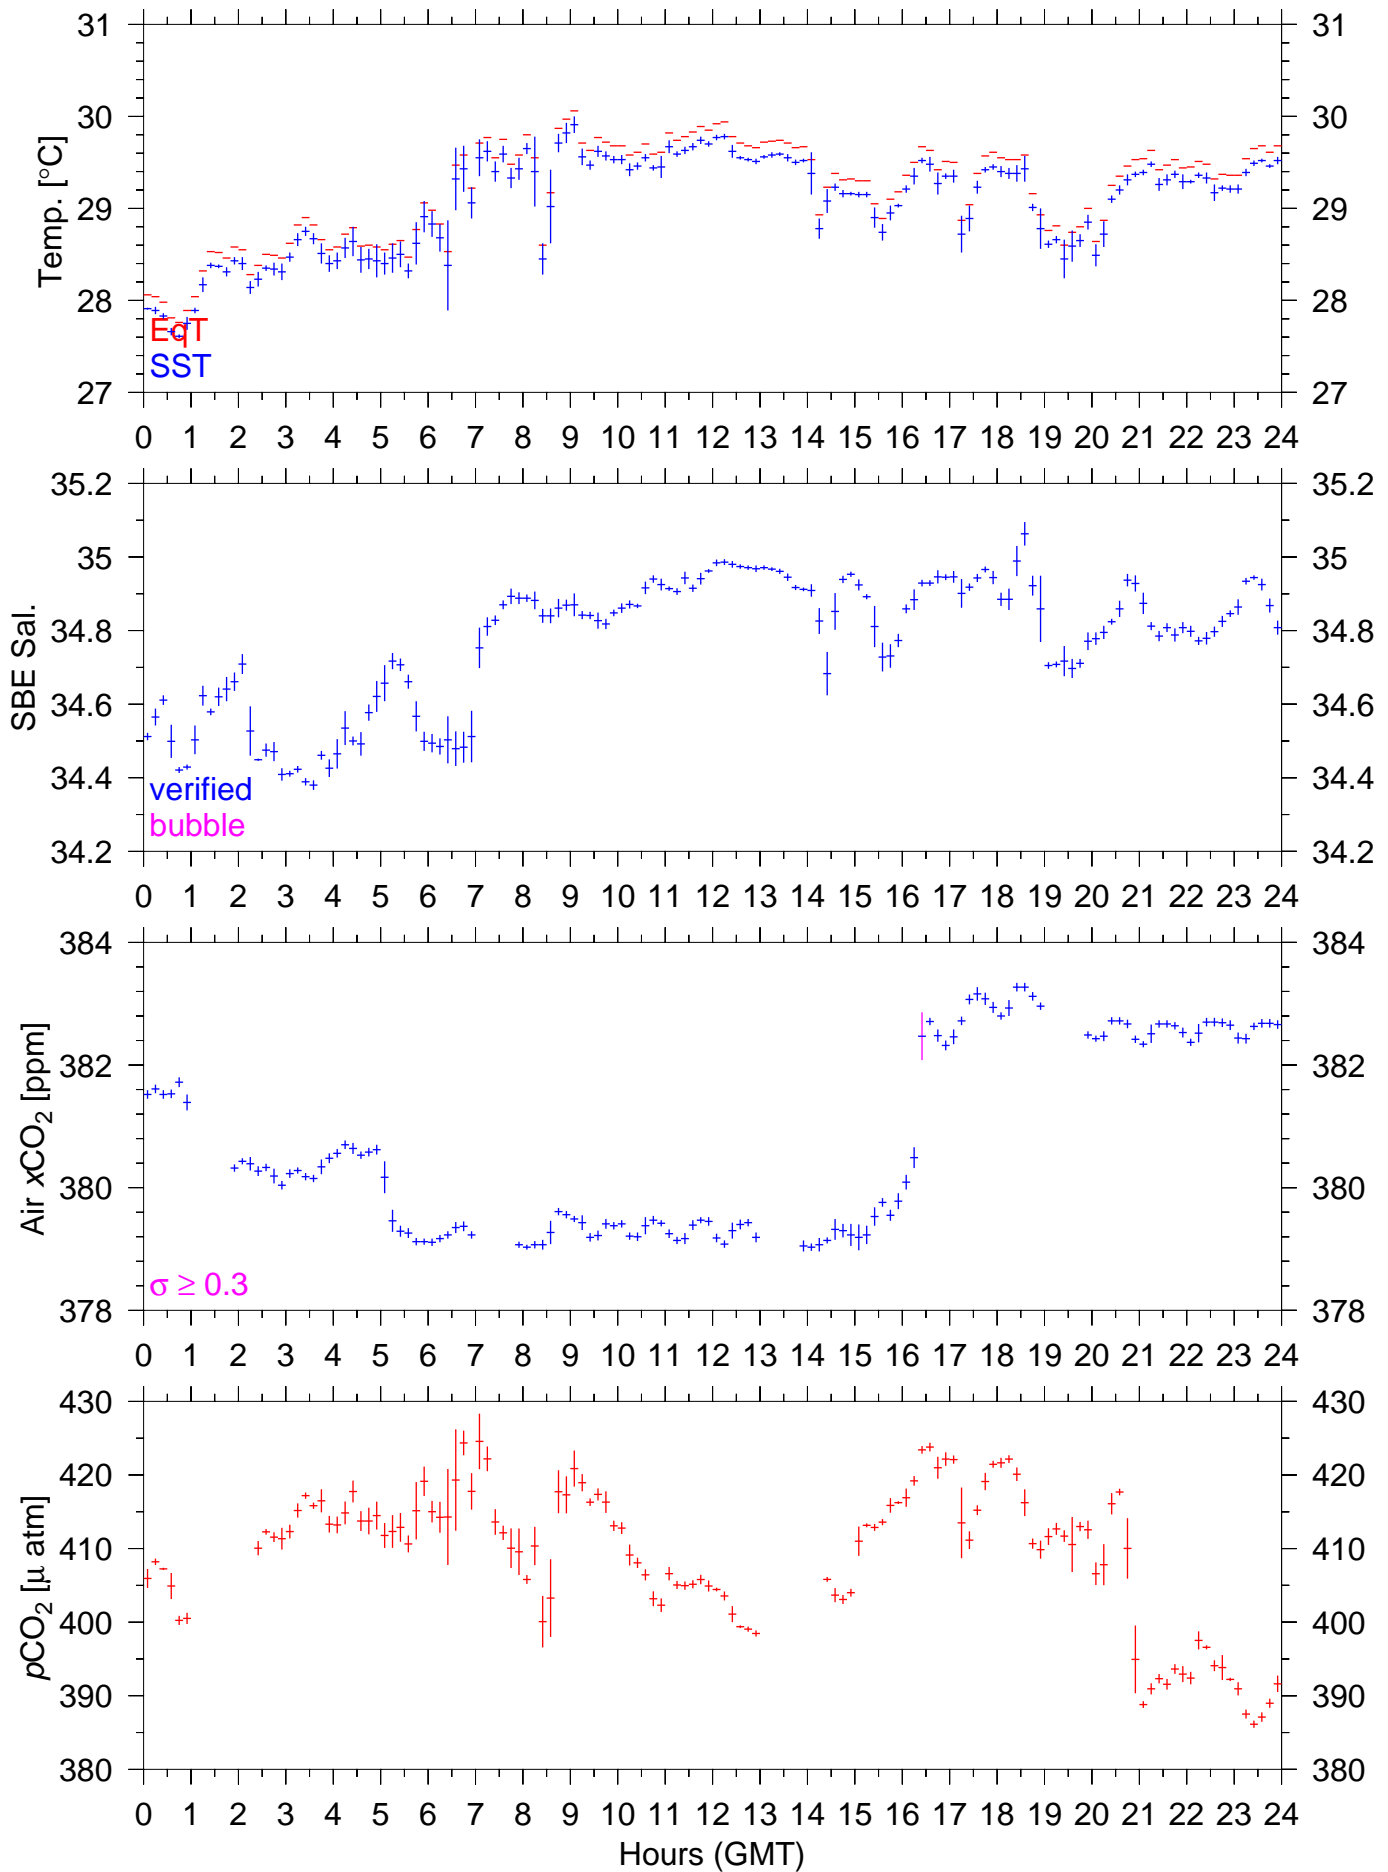 31 31
30 30
29 29
28 28
27 27
Temp. [°C]
EqT
SST
0 1 2 3 4 5 6 7 8 9 10 11 12 13 14 15 16 17 18 19 20 21 22 23 24
35.2 35.2
35 35
34.8 34.8
34.6 34.6
34.4 34.4
34.2 34.2
SBE Sal.
verified
bubble
0 1 2 3 4 5 6 7 8 9 10 11 12 13 14 15 16 17 18 19 20 21 22 23 24
384 384
382 382
380 380
378 378
Air xCO₂ [ppm]
σ ≥ 0.3
0 1 2 3 4 5 6 7 8 9 10 11 12 13 14 15 16 17 18 19 20 21 22 23 24
430 430
420 420
410 410
400 400
390 390
380 380
pCO₂ [μ atm]
0 1 2 3 4 5 6 7 8 9 10 11 12 13 14 15 16 17 18 19 20 21 22 23 24
Hours (GMT)